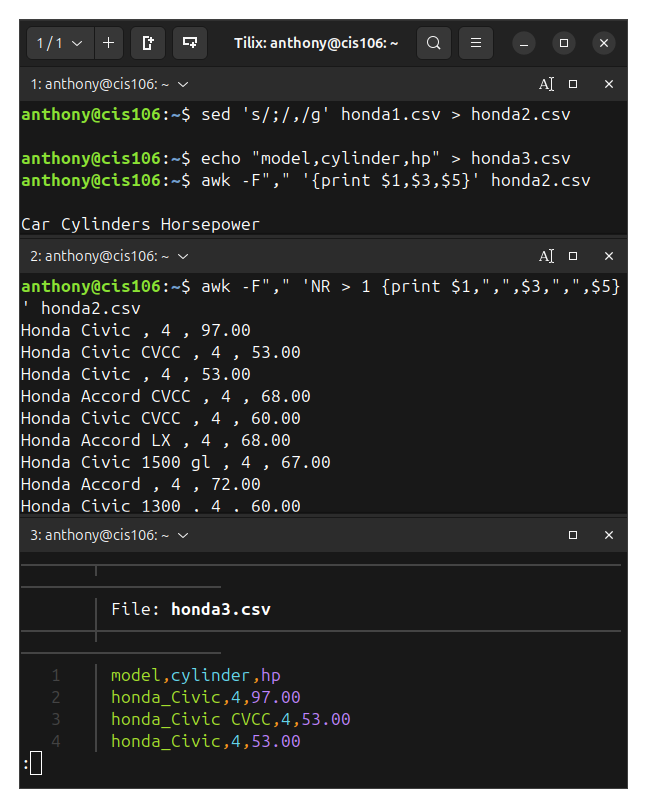 1 / 1
Tilix: anthony@cis106: ~
1: anthony@cis106: ~
anthony@cis106:~$ sed 's/;/,/g' honda1.csv > honda2.csv
anthony@cis106:~$ echo "model,cylinder,hp" > honda3.csv
anthony@cis106:~$ awk -F"," '{print $1,$3,$5}' honda2.csv
Car Cylinders Horsepower
2: anthony@cis106: ~
anthony@cis106:~$ awk -F"," 'NR > 1 {print $1,",",$3,",",$5}
' honda2.csv
Honda Civic , 4 , 97.00
Honda Civic CVCC , 4 , 53.00
Honda Civic , 4 , 53.00
Honda Accord CVCC , 4 , 68.00
Honda Civic CVCC , 4 , 60.00
Honda Accord LX , 4 , 68.00
Honda Civic 1500 gl , 4 , 67.00
Honda Accord , 4 , 72.00
Honda Civic 1300 , 4 , 60.00
3: anthony@cis106: ~
File: honda3.csv
1 model,cylinder,hp
2 honda_Civic,4,97.00
3 honda_Civic CVCC,4,53.00
4 honda_Civic,4,53.00
: